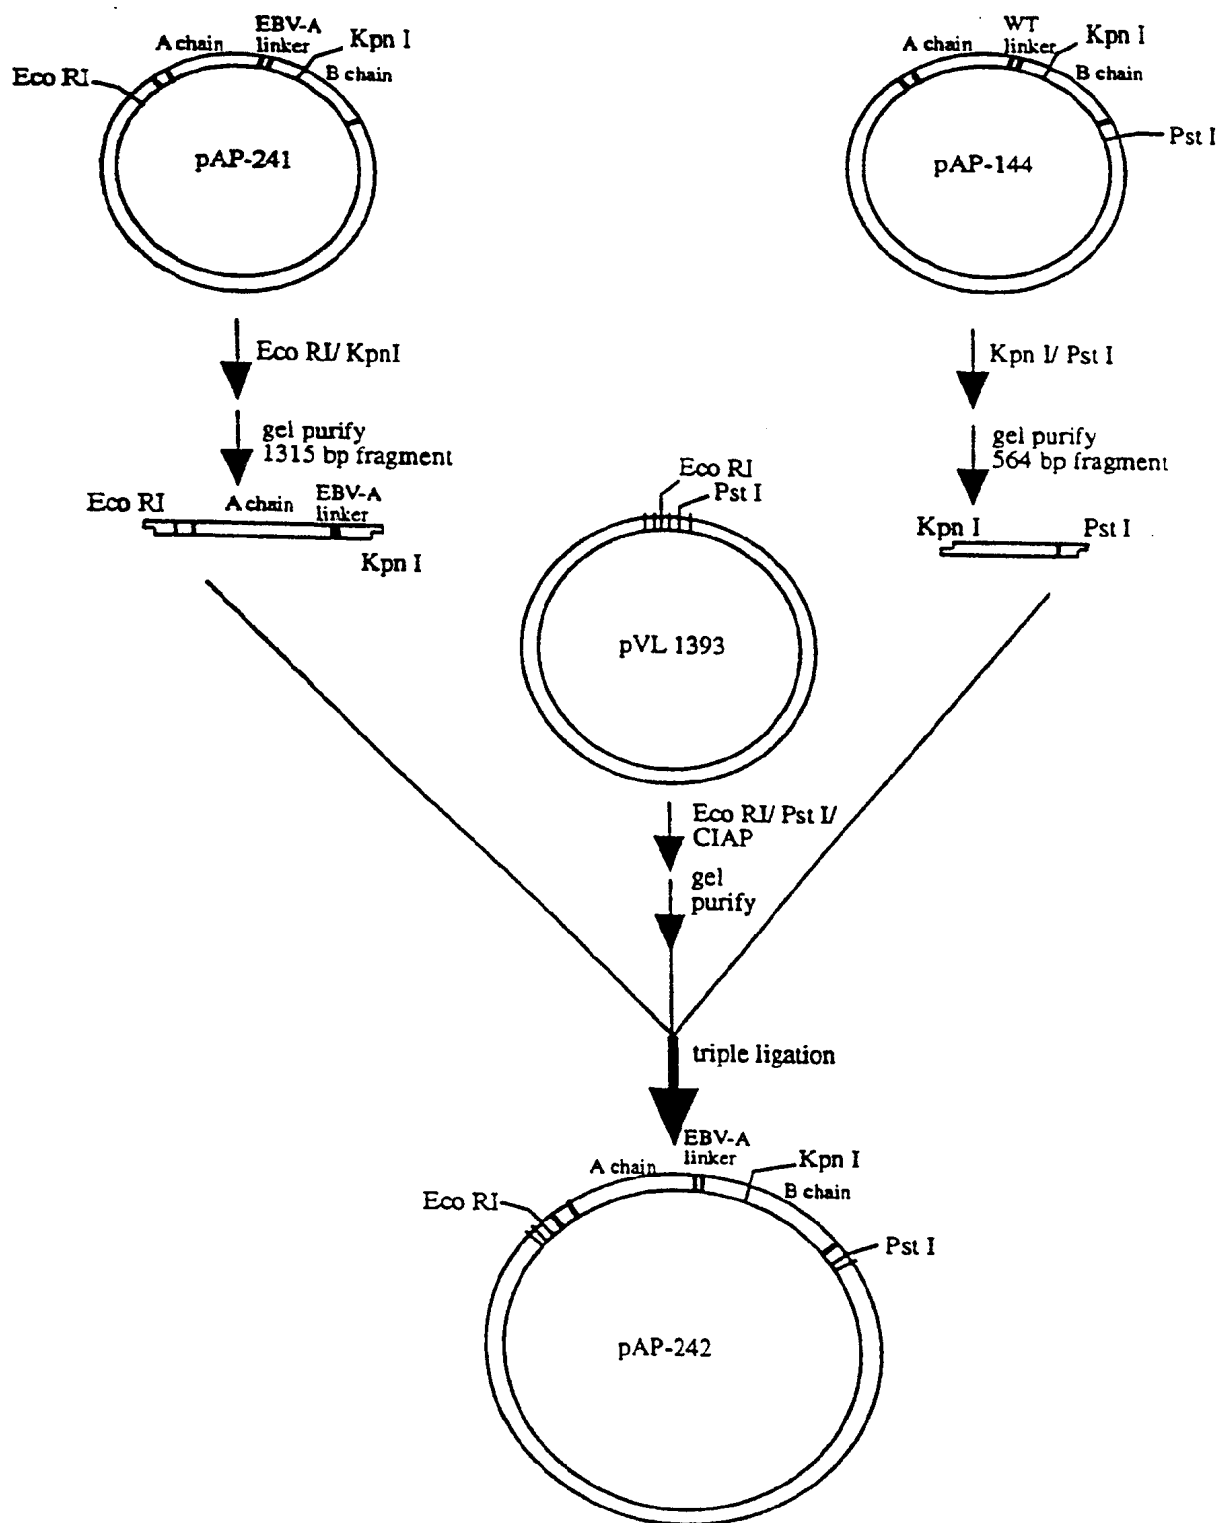 A chain
EBV-A
linker
Kpn I
Eco RI
B chain
pAP-241
A chain
WT
linker
Kpn I
B chain
Pst I
pAP-144
Eco RI/ KpnI
gel purify
1315 bp fragment
Kpn I/ Pst I
gel purify
564 bp fragment
Eco RI
A chain
EBV-A
linker
Kpn I
Eco RI
Pst I
Kpn I
Pst I
pVL 1393
Eco RI/ Pst I/
CIAP
gel
purify
triple ligation
EBV-A
linker
A chain
Kpn I
B chain
Eco RI
Pst I
pAP-242